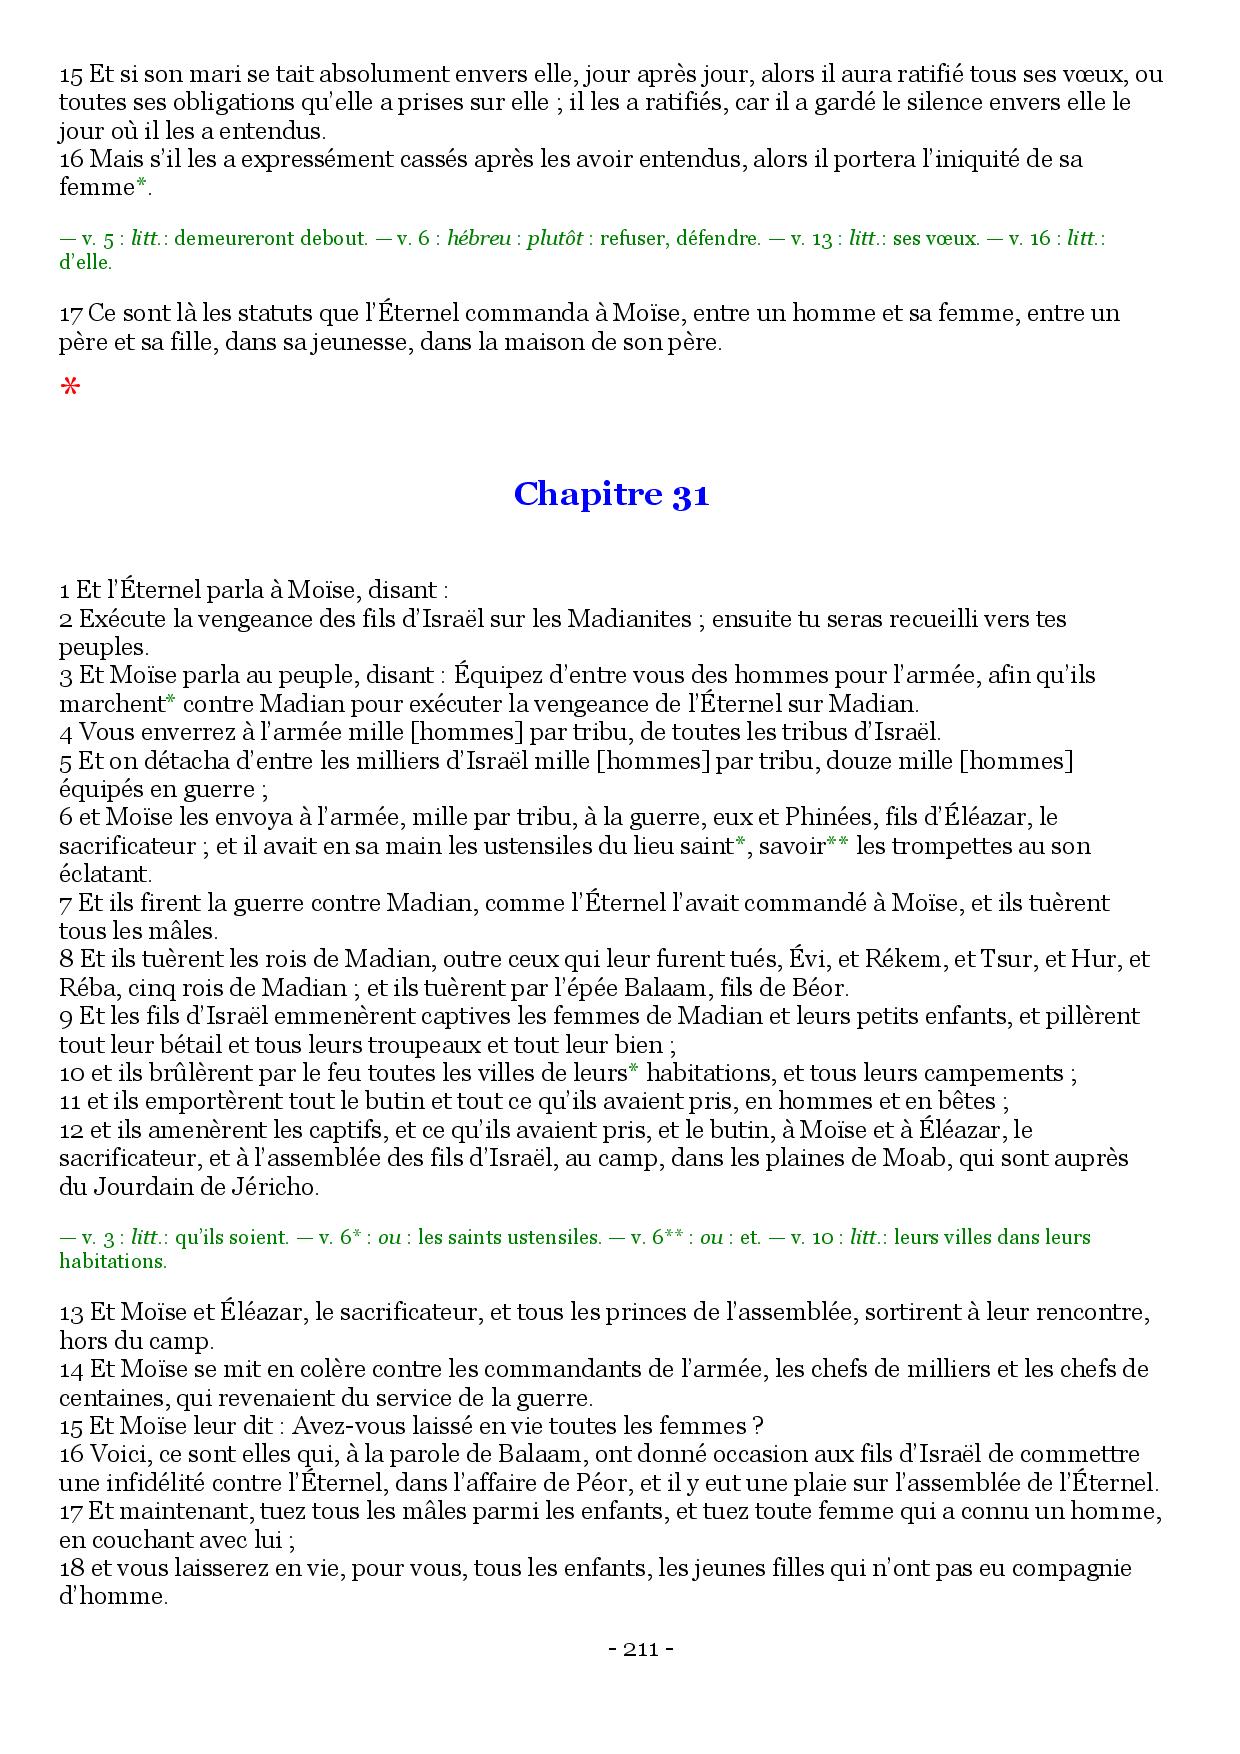 15 Et si son mari se tait absolument envers elle, jour après jour, alors il aura ratifié tous ses vœux, ou
toutes ses obligations qu’elle a prises sur elle ; il les a ratifiés, car il a gardé le silence envers elle le
jour où il les a entendus.
16 Mais s’il les a expressément cassés après les avoir entendus, alors il portera l’iniquité de sa
femme*.
— v. 5 : litt.: demeureront debout. — v. 6 : hébreu : plutôt : refuser, défendre. — v. 13 : litt.: ses vœux. — v. 16 : litt.:
d’elle.
17 Ce sont là les statuts que l’Éternel commanda à Moïse, entre un homme et sa femme, entre un
père et sa fille, dans sa jeunesse, dans la maison de son père.
*
Chapitre 31
1 Et l’Éternel parla à Moïse, disant :
2 Exécute la vengeance des fils d’Israël sur les Madianites ; ensuite tu seras recueilli vers tes
peuples.
3 Et Moïse parla au peuple, disant : Équipez d’entre vous des hommes pour l’armée, afin qu’ils
marchent* contre Madian pour exécuter la vengeance de l’Éternel sur Madian.
4 Vous enverrez à l’armée mille [hommes] par tribu, de toutes les tribus d’Israël.
5 Et on détacha d’entre les milliers d’Israël mille [hommes] par tribu, douze mille [hommes]
équipés en guerre ;
6 et Moïse les envoya à l’armée, mille par tribu, à la guerre, eux et Phinées, fils d’Éléazar, le
sacrificateur ; et il avait en sa main les ustensiles du lieu saint*, savoir** les trompettes au son
éclatant.
7 Et ils firent la guerre contre Madian, comme l’Éternel l’avait commandé à Moïse, et ils tuèrent
tous les mâles.
8 Et ils tuèrent les rois de Madian, outre ceux qui leur furent tués, Évi, et Rékem, et Tsur, et Hur, et
Réba, cinq rois de Madian ; et ils tuèrent par l’épée Balaam, fils de Béor.
9 Et les fils d’Israël emmenèrent captives les femmes de Madian et leurs petits enfants, et pillèrent
tout leur bétail et tous leurs troupeaux et tout leur bien ;
10 et ils brûlèrent par le feu toutes les villes de leurs* habitations, et tous leurs campements ;
11 et ils emportèrent tout le butin et tout ce qu’ils avaient pris, en hommes et en bêtes ;
12 et ils amenèrent les captifs, et ce qu’ils avaient pris, et le butin, à Moïse et à Éléazar, le
sacrificateur, et à l’assemblée des fils d’Israël, au camp, dans les plaines de Moab, qui sont auprès
du Jourdain de Jéricho.
— v. 3 : litt.: qu’ils soient. — v. 6* : ou : les saints ustensiles. — v. 6** : ou : et. — v. 10 : litt.: leurs villes dans leurs
habitations.
13 Et Moïse et Éléazar, le sacrificateur, et tous les princes de l’assemblée, sortirent à leur rencontre,
hors du camp.
14 Et Moïse se mit en colère contre les commandants de l’armée, les chefs de milliers et les chefs de
centaines, qui revenaient du service de la guerre.
15 Et Moïse leur dit : Avez-vous laissé en vie toutes les femmes ?
16 Voici, ce sont elles qui, à la parole de Balaam, ont donné occasion aux fils d’Israël de commettre
une infidélité contre l’Éternel, dans l’affaire de Péor, et il y eut une plaie sur l’assemblée de l’Éternel.
17 Et maintenant, tuez tous les mâles parmi les enfants, et tuez toute femme qui a connu un homme,
en couchant avec lui ;
18 et vous laisserez en vie, pour vous, tous les enfants, les jeunes filles qui n’ont pas eu compagnie
d’homme.
- 211 -